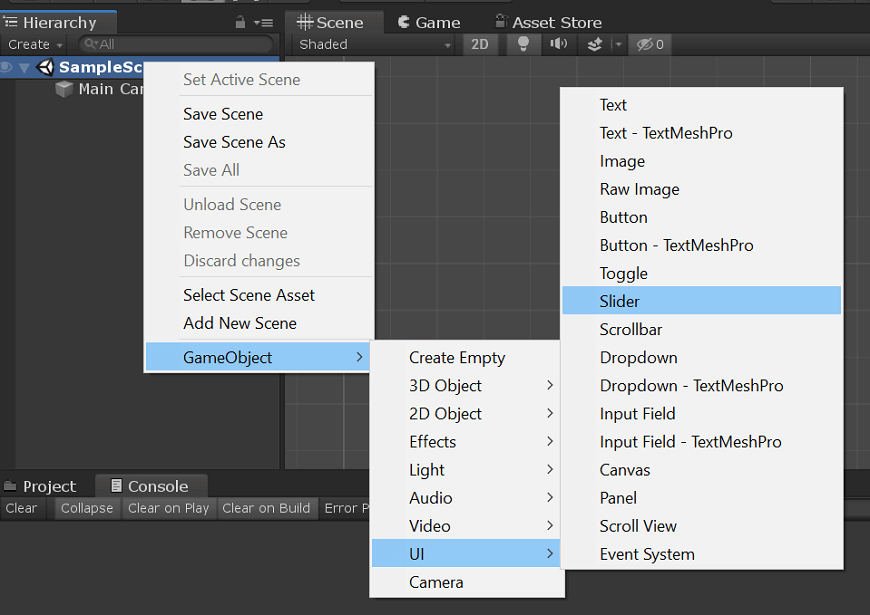 Hierarchy
Scene
Game
Asset Store
Create
All
Shaded
2D
0
SampleSc
Main Car
Set Active Scene
Save Scene
Save Scene As
Save All
Unload Scene
Remove Scene
Discard changes
Select Scene Asset
Add New Scene
GameObject
Create Empty
3D Object
2D Object
Effects
Light
Audio
Video
UI
Camera
Text
Text - TextMeshPro
Image
Raw Image
Button
Button - TextMeshPro
Toggle
Slider
Scrollbar
Dropdown
Dropdown - TextMeshPro
Input Field
Input Field - TextMeshPro
Canvas
Panel
Scroll View
Event System
Project
Console
Clear
Collapse
Clear on Play
Clear on Build
Error P